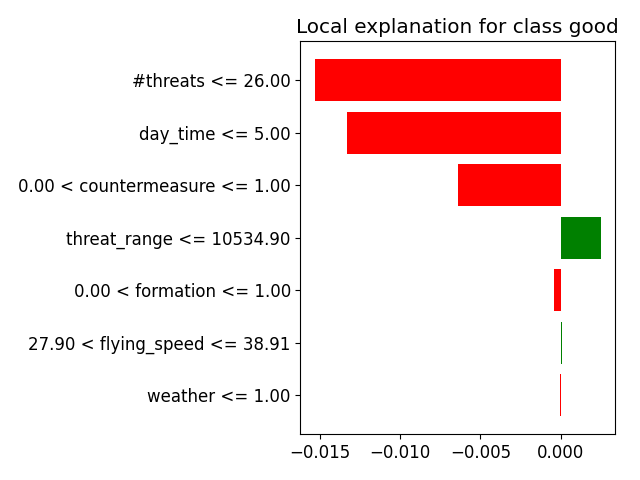 Local explanation for class good
#threats <= 26.00
day_time <= 5.00
0.00 < countermeasure <= 1.00
threat_range <= 10534.90
0.00 < formation <= 1.00
27.90 < flying_speed <= 38.91
weather <= 1.00
−0.015 −0.010 −0.005 0.000